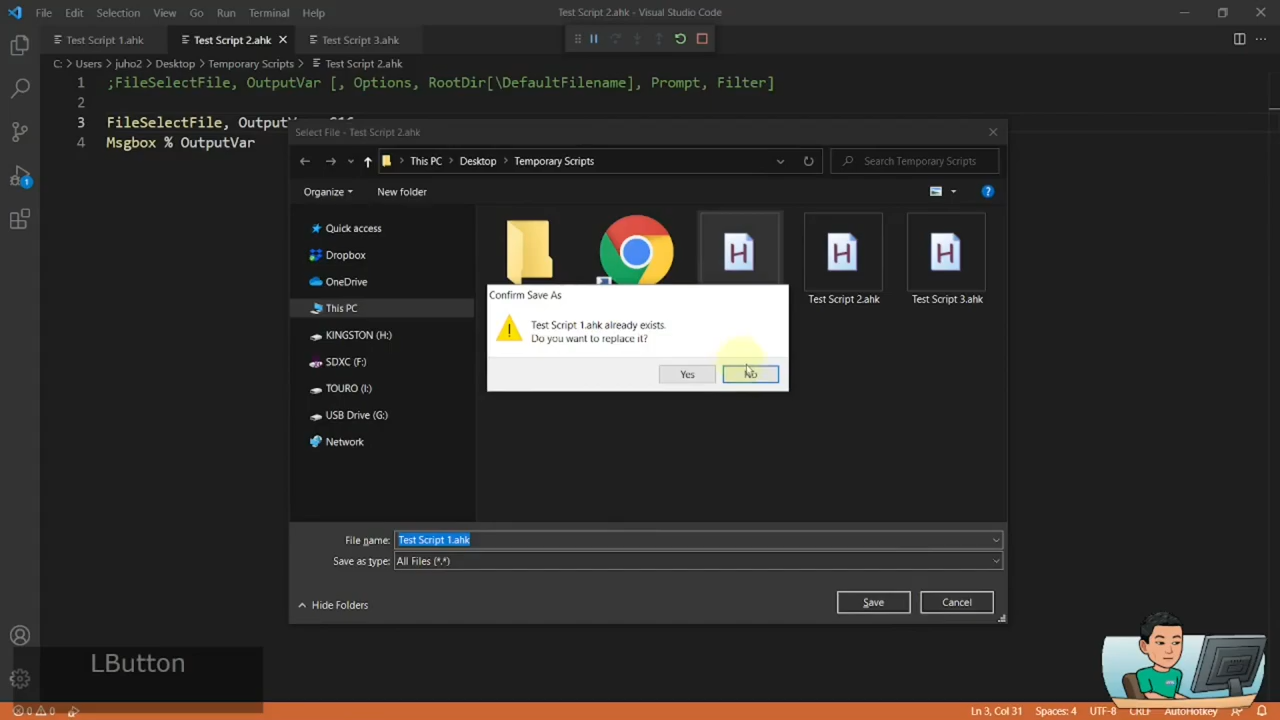 File Edit Selection View Go Run Terminal Help
Test Script 2.ahk - Visual Studio Code
Test Script 1.ahk
Test Script 2.ahk
Test Script 3.ahk
C: > Users > juho2 > Desktop > Temporary Scripts > Test Script 2.ahk
1 ;FileSelectFile, OutputVar [, Options, RootDir[\DefaultFilename], Prompt, Filter]
2
3 FileSelectFile,
4 Msgbox % OutputVar
Select File - Test Script 2.ahk
This PC > Desktop > Temporary Scripts
Search Temporary Scripts
Organize
New folder
Quick access
Dropbox
OneDrive
This PC
KINGSTON (H:)
SDXC (F:)
TOURO (I:)
USB Drive (G:)
Network
Test Script 2.ahk
Test Script 3.ahk
Confirm Save As
Test Script 1.ahk already exists.
Do you want to replace it?
Yes
No
File name: Test Script 1.ahk
Save as type: All Files (*.*)
Hide Folders
Save
Cancel
LButton
1
0 0
Ln 3, Col 31 Spaces: 4 UTF-8 CRLF AutoHotkey